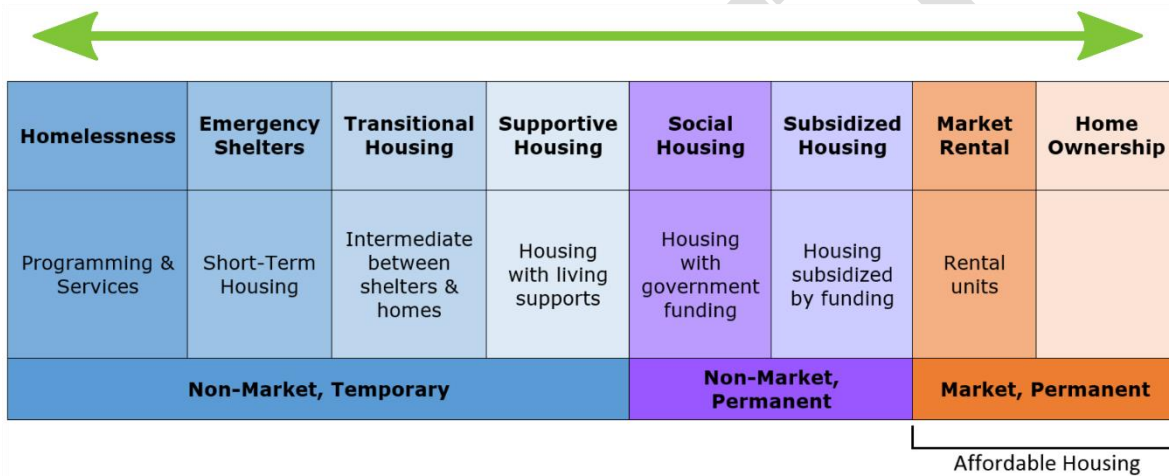 Homelessness
Emergency
Shelters
Transitional
Housing
Supportive
Housing
Social
Housing
Subsidized
Housing
Market
Rental
Home
Ownership
Programming &
Services
Short-Term
Housing
Intermediate
between
shelters &
homes
Housing
with living
supports
Housing
with
government
funding
Housing
subsidized
by funding
Rental
units
Non-Market, Temporary
Non-Market,
Permanent
Market, Permanent
Affordable Housing